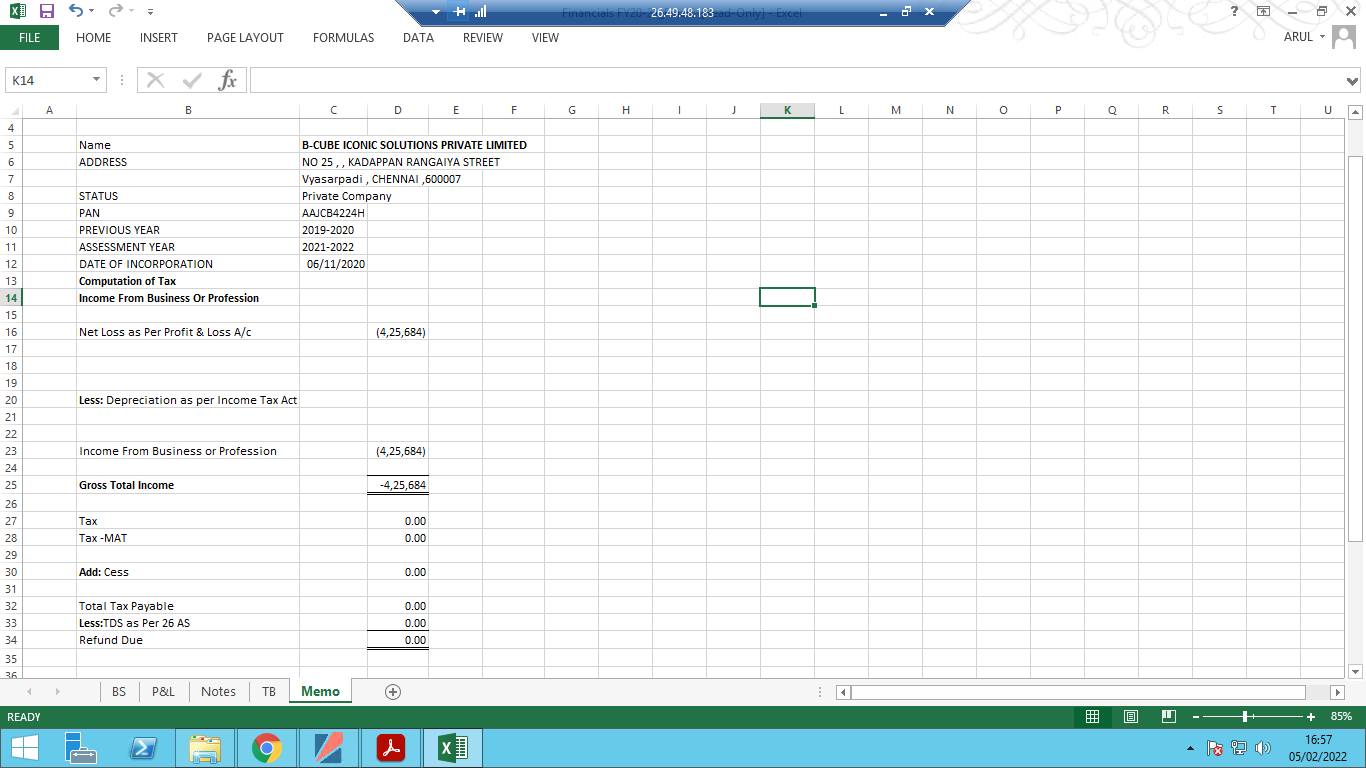 Financials FY20-2 ad-Only] - Excel
26.49.48.183
FILE HOME INSERT PAGE LAYOUT FORMULAS DATA REVIEW VIEW ARUL
K14 fx
A B C D E F G H I J K L M N O P Q R S T U
4
5 Name B-CUBE ICONIC SOLUTIONS PRIVATE LIMITED
6 ADDRESS NO 25 , , KADAPPAN RANGAIYA STREET
7 Vyasarpadi , CHENNAI ,600007
8 STATUS Private Company
9 PAN AAJCB4224H
10 PREVIOUS YEAR 2019-2020
11 ASSESSMENT YEAR 2021-2022
12 DATE OF INCORPORATION 06/11/2020
13 Computation of Tax
14 Income From Business Or Profession
15
16 Net Loss as Per Profit & Loss A/c (4,25,684)
17
18
19
20 Less: Depreciation as per Income Tax Act
21
22
23 Income From Business or Profession (4,25,684)
24
25 Gross Total Income -4,25,684
26
27 Tax 0.00
28 Tax -MAT 0.00
29
30 Add: Cess 0.00
31
32 Total Tax Payable 0.00
33 Less:TDS as Per 26 AS 0.00
34 Refund Due 0.00
35
36
BS P&L Notes TB Memo
READY 85%
16:57
05/02/2022